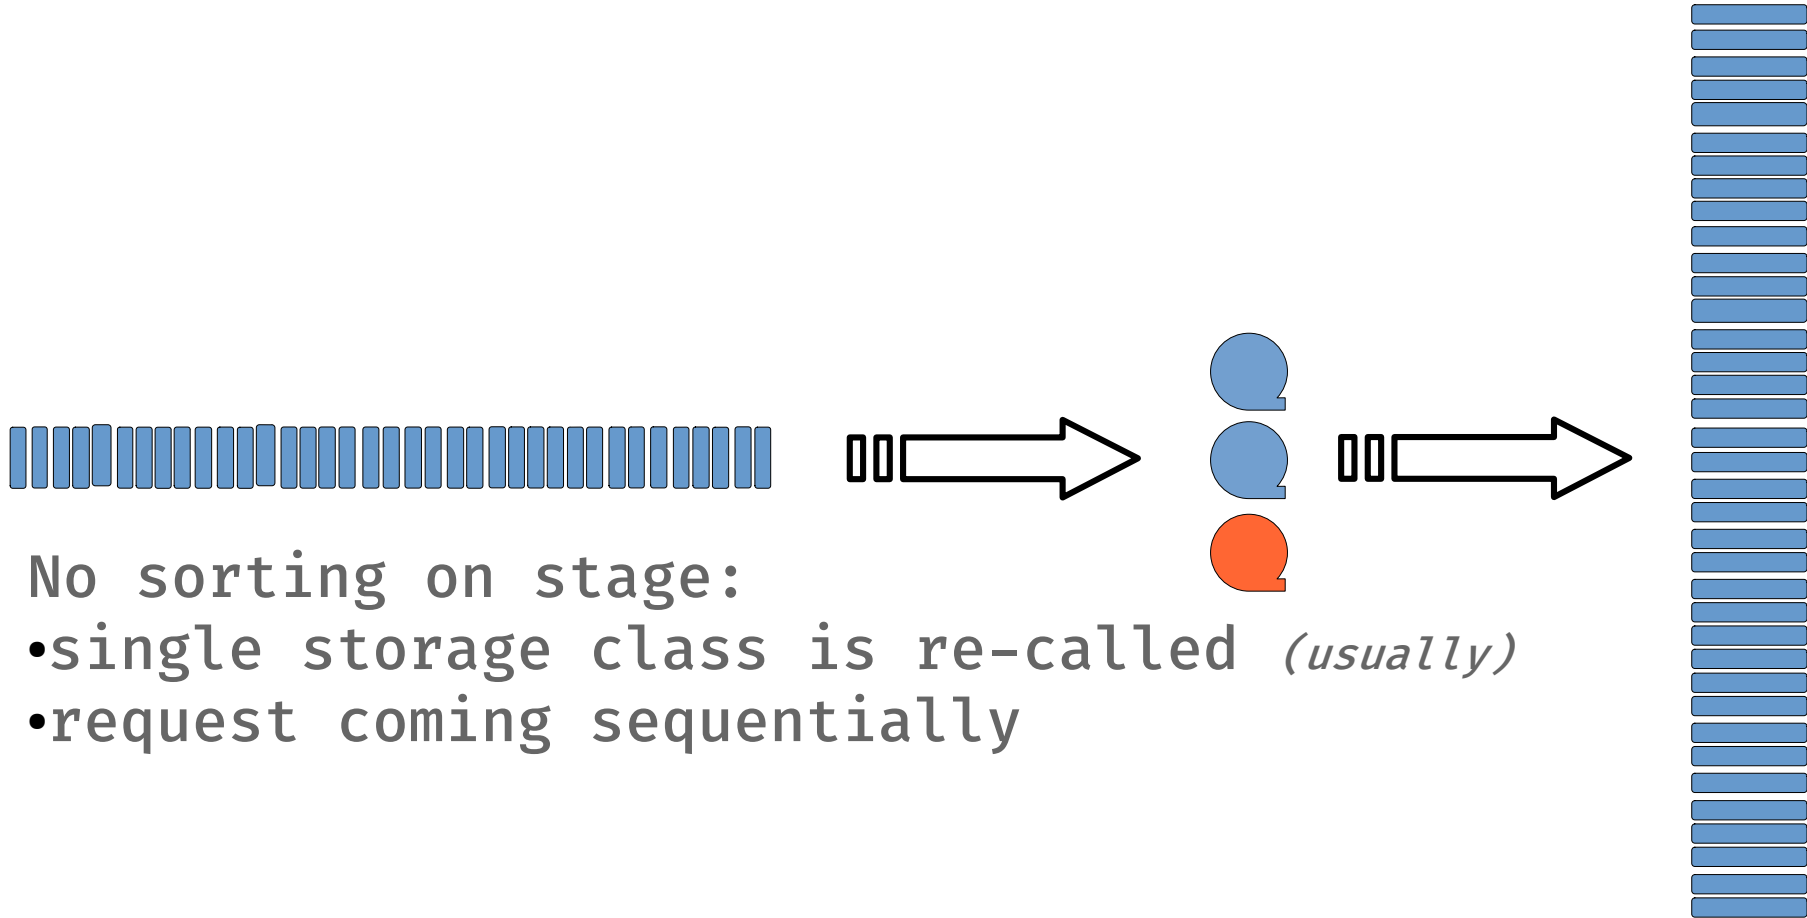 No sorting on stage:
•single storage class is re-called (usually)
•request coming sequentially